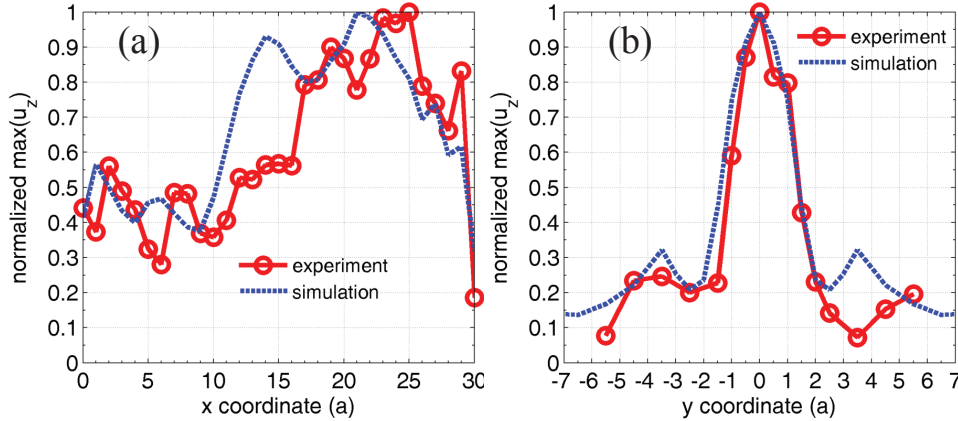 (a)
normalized max(u_z)
1
0.9
0.8
0.7
0.6
0.5
0.4
0.3
0.2
0.1
0
experiment
simulation
0 5 10 15 20 25 30
x coordinate (a)
(b)
normalized max(u_z)
1
0.9
0.8
0.7
0.6
0.5
0.4
0.3
0.2
0.1
0
experiment
simulation
-7 -6 -5 -4 -3 -2 -1 0 1 2 3 4 5 6 7
y coordinate (a)